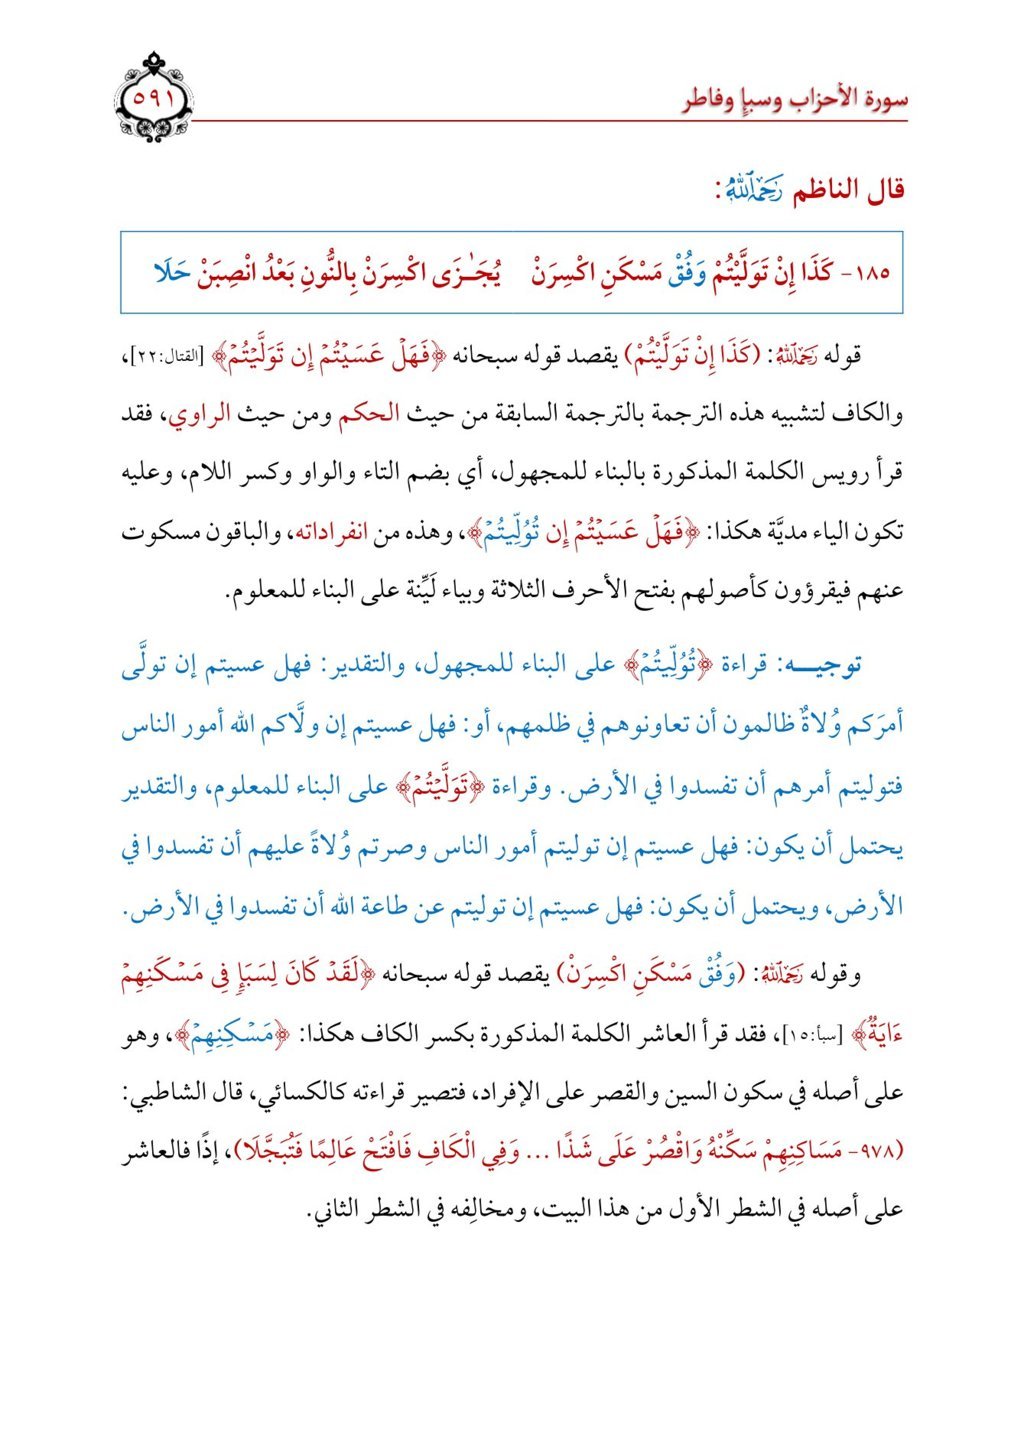 سورة الأحزاب وسبإٍ وفاطر
٥٩١
قال الناظم رَحِمَهُ ٱللَّهُ:
١٨٥- كَذَا إِنْ تَوَلَّيْتُمْ وَفُقْ مَسْكَنِ اكْسِرَنْ يُجَـٰزَى اكْسِرَنْ بِالنُّونِ بَعْدُ انْصِبَنْ حَلَا
قوله رَحِمَهُ ٱللَّهُ: (كَذَا إِنْ تَوَلَّيْتُمْ) يقصد قوله سبحانه ﴿فَهَلۡ عَسَيۡتُمۡ إِن تَوَلَّيۡتُمۡ﴾ [القتال:٢٢]،
والكاف لتشبيه هذه الترجمة بالترجمة السابقة من حيث الحكم ومن حيث الراوي، فقد
قرأ رويس الكلمة المذكورة بالبناء للمجهول، أي بضم التاء والواو وكسر اللام، وعليه
تكون الياء مديَّة هكذا: ﴿فَهَلۡ عَسَيۡتُمۡ إِن تُوُلِّيتُمۡ﴾، وهذه من انفراداته، والباقون مسكوت
عنهم فيقرؤون كأصولهم بفتح الأحرف الثلاثة وبياء لَيِّنة على البناء للمعلوم.
توجيـــه: قراءة ﴿تُوُلِّيتُمۡ﴾ على البناء للمجهول، والتقدير: فهل عسيتم إن تولَّى
أمرَكم وُلاةٌ ظالمون أن تعاونوهم في ظلمهم، أو: فهل عسيتم إن ولَّاكم الله أمور الناس
فتوليتم أمرهم أن تفسدوا في الأرض. وقراءة ﴿تَوَلَّيۡتُمۡ﴾ على البناء للمعلوم، والتقدير
يحتمل أن يكون: فهل عسيتم إن توليتم أمور الناس وصرتم وُلاةً عليهم أن تفسدوا في
الأرض، ويحتمل أن يكون: فهل عسيتم إن توليتم عن طاعة الله أن تفسدوا في الأرض.
وقوله رَحِمَهُ ٱللَّهُ: (وَفُقْ مَسْكَنِ اكْسِرَنْ) يقصد قوله سبحانه ﴿لَقَدۡ كَانَ لِسَبَإٖ فِي مَسۡكَنِهِمۡ
ءَايَةٞ﴾ [سبأ:١٥]، فقد قرأ العاشر الكلمة المذكورة بكسر الكاف هكذا: ﴿مَسۡكِنِهِمۡ﴾، وهو
على أصله في سكون السين والقصر على الإفراد، فتصير قراءته كالكسائي، قال الشاطبي:
(٩٧٨- مَسَاكِنِهِمْ سَكِّنْهُ وَاقْصُرْ عَلَى شَذًا ... وَفِي الْكَافِ فَافْتَحْ عَالِمًا فَتُبَجَّلَا)، إذًا فالعاشر
على أصله في الشطر الأول من هذا البيت، ومخالِفه في الشطر الثاني.